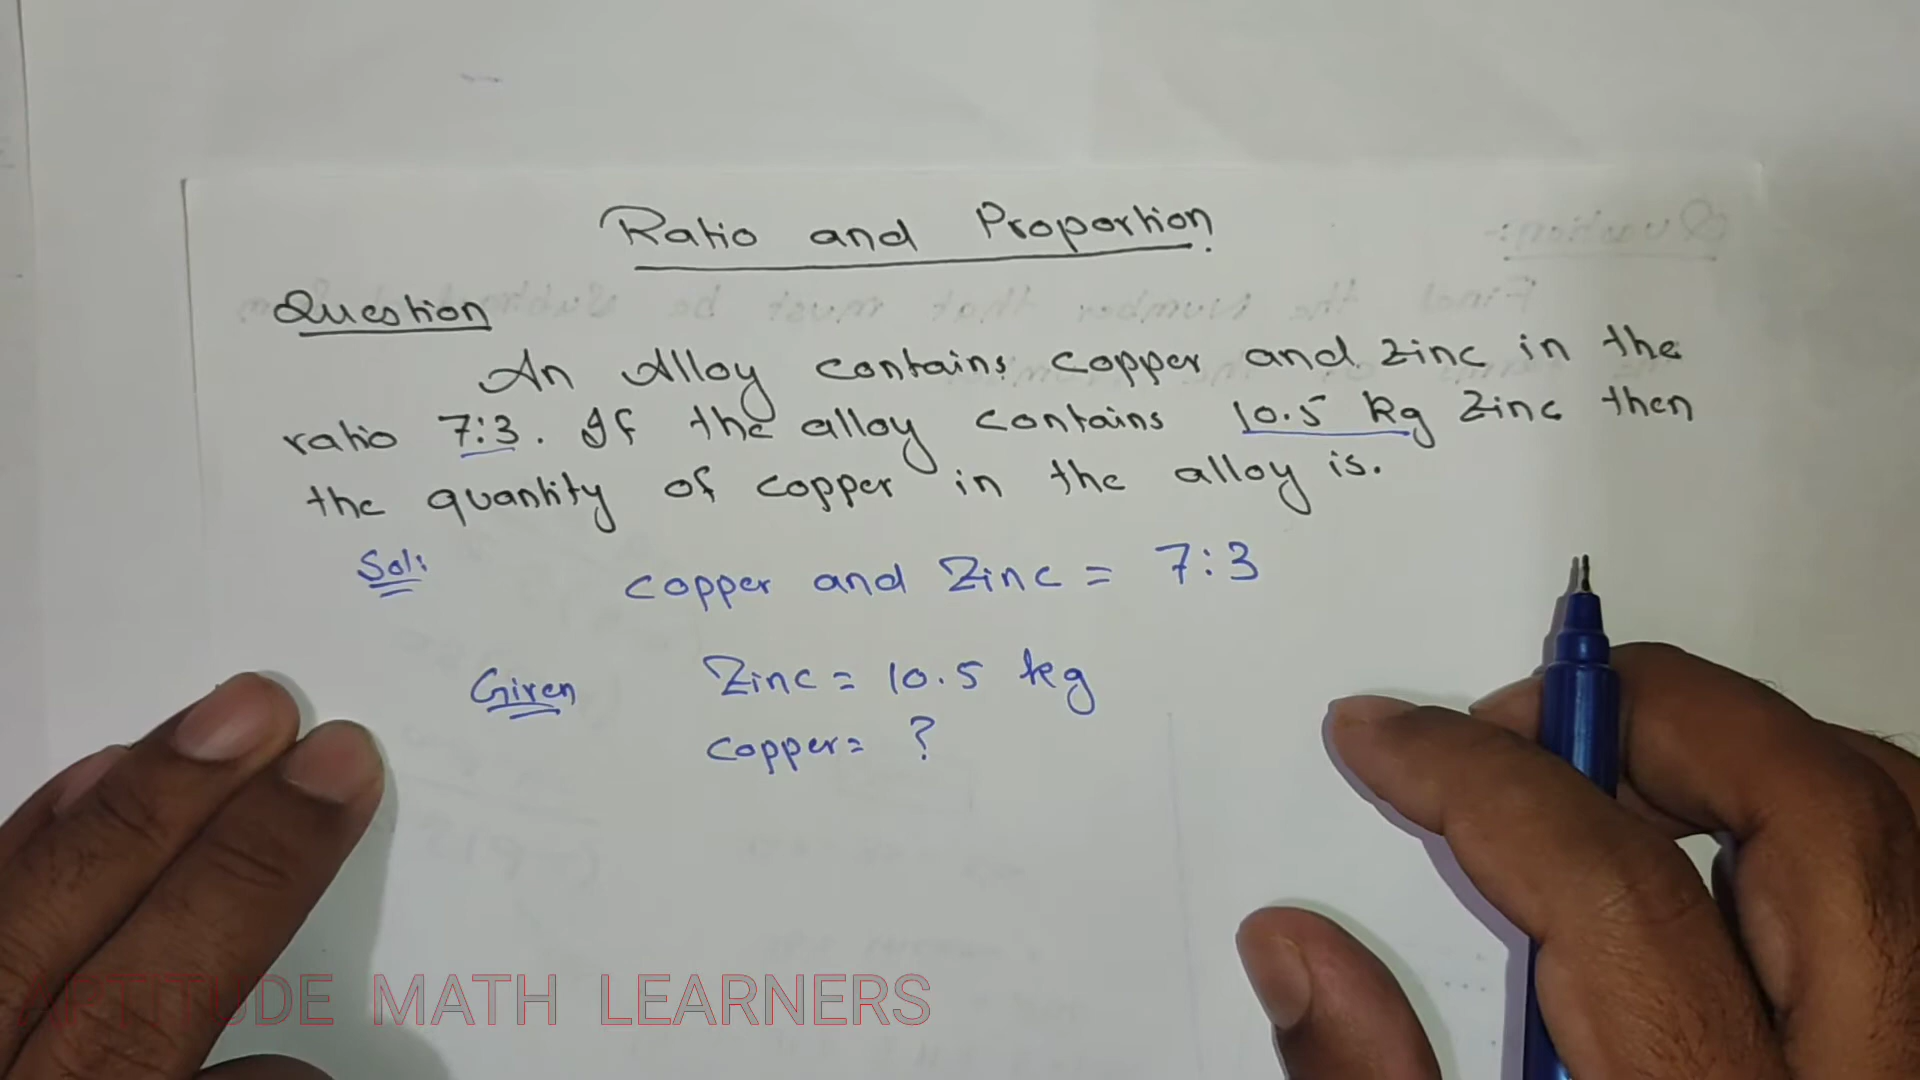 Ratio and Proportion.
Question
An Alloy contains copper and Zinc in the
ratio 7:3. If the alloy contains 10.5 kg Zinc then
the quantity of copper in the alloy is.
Sol:
copper and Zinc = 7:3
Given Zinc = 10.5 kg
copper = ?
APTITUDE MATH LEARNERS
Question:-